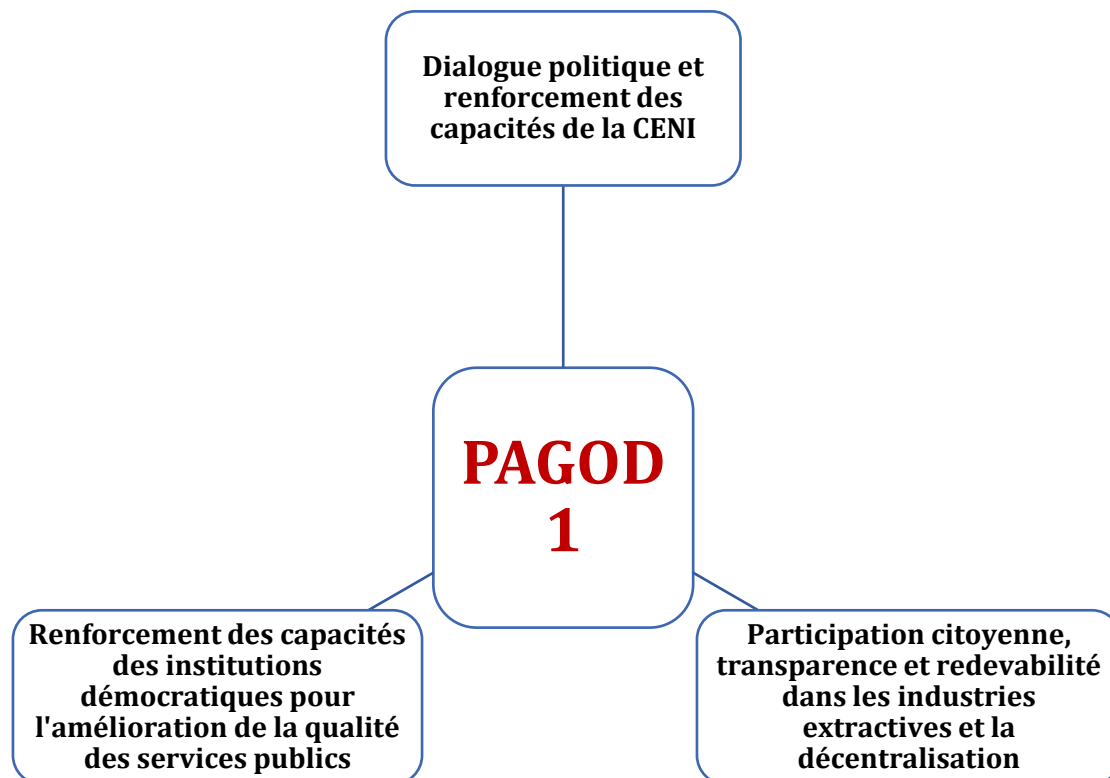 Dialogue politique et
renforcement des
capacités de la CENI
PAGOD
1
Renforcement des capacités
des institutions
démocratiques pour
l'amélioration de la qualité
des services publics
Participation citoyenne,
transparence et redevabilité
dans les industries
extractives et la
décentralisation